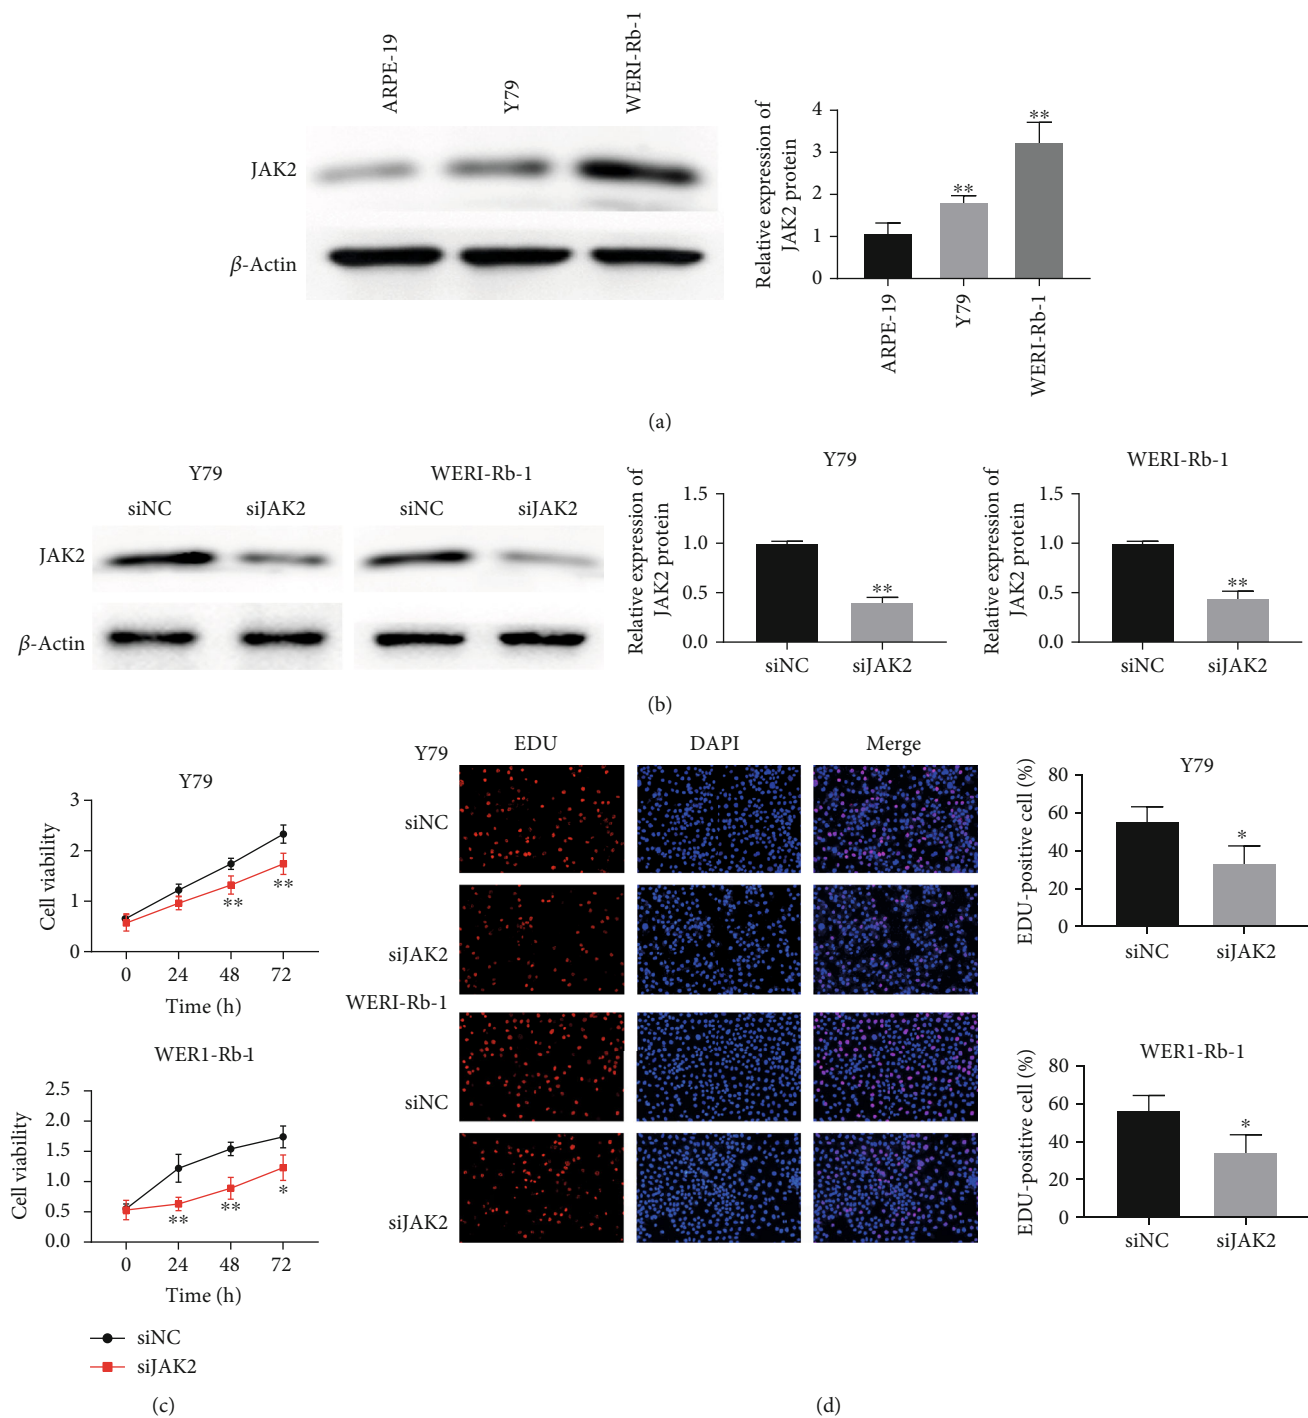 ARPE-19
Y79
WERI-Rb-1
JAK2
β-Actin
Relative expression of
JAK2 protein
4
3
2
1
0
**
**
ARPE-19
Y79
WERI-Rb-1
(a)
Y79
WERI-Rb-1
siNC
siJAK2
siNC
siJAK2
JAK2
β-Actin
Y79
Relative expression of
JAK2 protein
1.5
1.0
0.5
0.0
**
siNC
siJAK2
WERI-Rb-1
Relative expression of
JAK2 protein
1.5
1.0
0.5
0.0
**
siNC
siJAK2
(b)
Y79
Cell viability
3
2
1
0
**
**
0
24
48
72
Time (h)
WER1-Rb-1
Cell viability
2.5
2.0
1.5
1.0
0.5
0.0
**
**
*
0
24
48
72
Time (h)
siNC
siJAK2
(c)
Y79
EDU
DAPI
Merge
siNC
siJAK2
WERI-Rb-1
siNC
siJAK2
Y79
EDU-positive cell (%)
80
60
40
20
0
*
siNC
siJAK2
WER1-Rb-1
EDU-positive cell (%)
80
60
40
20
0
*
siNC
siJAK2
(d)